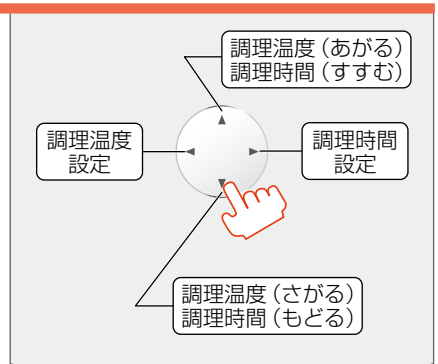 調理温度（あがる）
調理時間（すすむ）
調理温度
設定
調理時間
設定
調理温度（さがる）
調理時間（もどる）